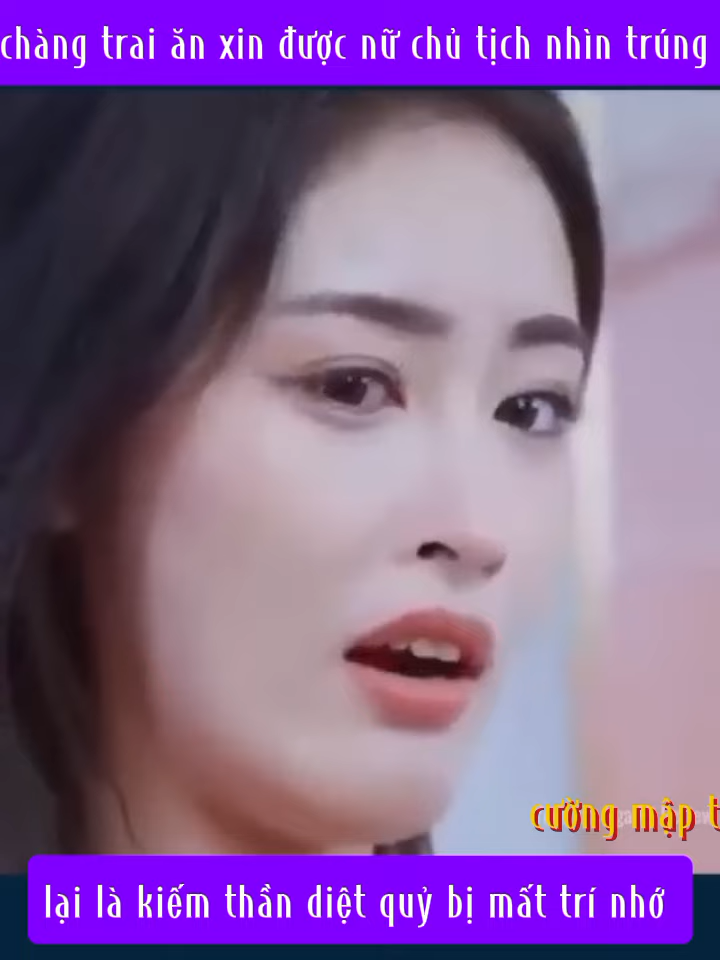 chàng trai ăn xin được nữ chủ tịch nhìn trúng
cường mập
lại là kiếm thần diệt quỷ bị mất trí nhớ